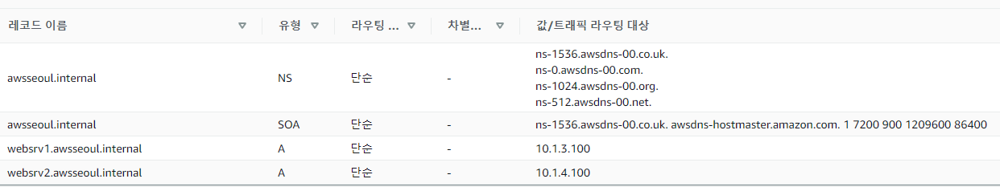 레코드 이름 유형 라우팅 ... 차별... 값/트래픽 라우팅 대상
awsseoul.internal NS 단순 - ns-1536.awsdns-00.co.uk.
ns-0.awsdns-00.com.
ns-1024.awsdns-00.org.
ns-512.awsdns-00.net.
awsseoul.internal SOA 단순 - ns-1536.awsdns-00.co.uk. awsdns-hostmaster.amazon.com. 1 7200 900 1209600 86400
websrv1.awsseoul.internal A 단순 - 10.1.3.100
websrv2.awsseoul.internal A 단순 - 10.1.4.100